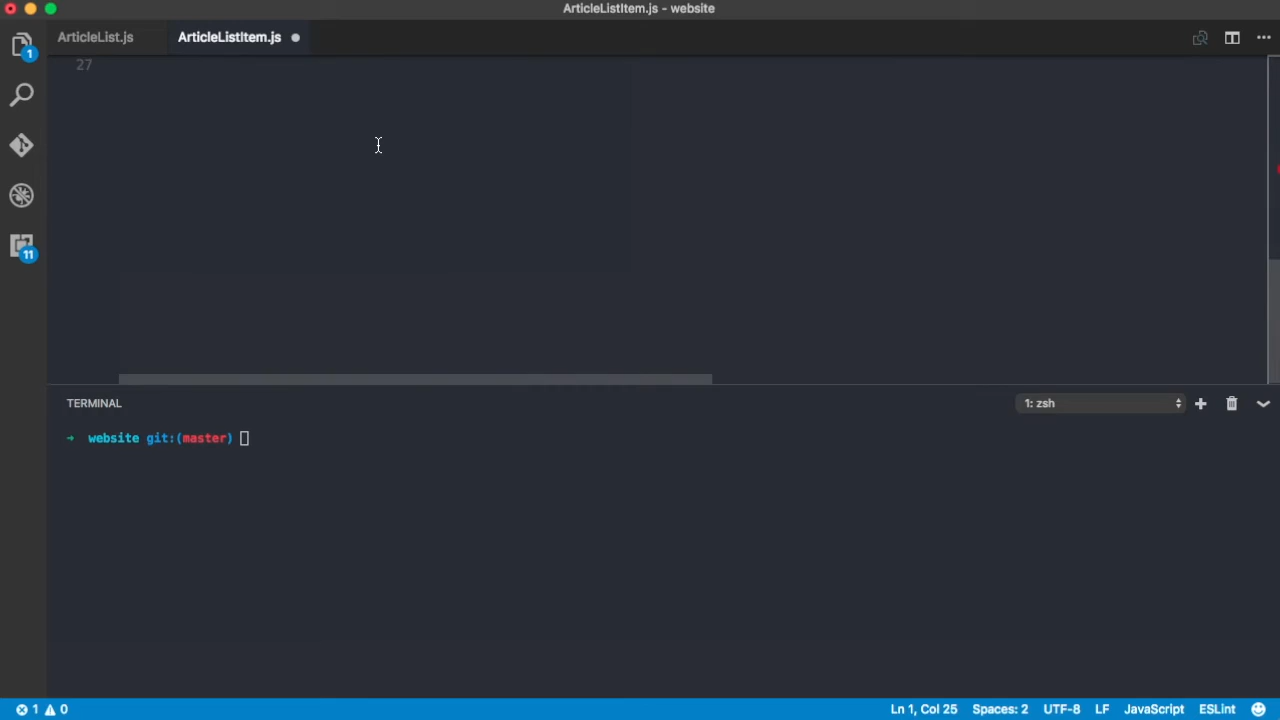 ArticleListItem.js - website
ArticleList.js
ArticleListItem.js
1
27
11
TERMINAL
1: zsh
→ website git:(master)
1 0
Ln 1, Col 25
Spaces: 2
UTF-8
LF
JavaScript
ESLint